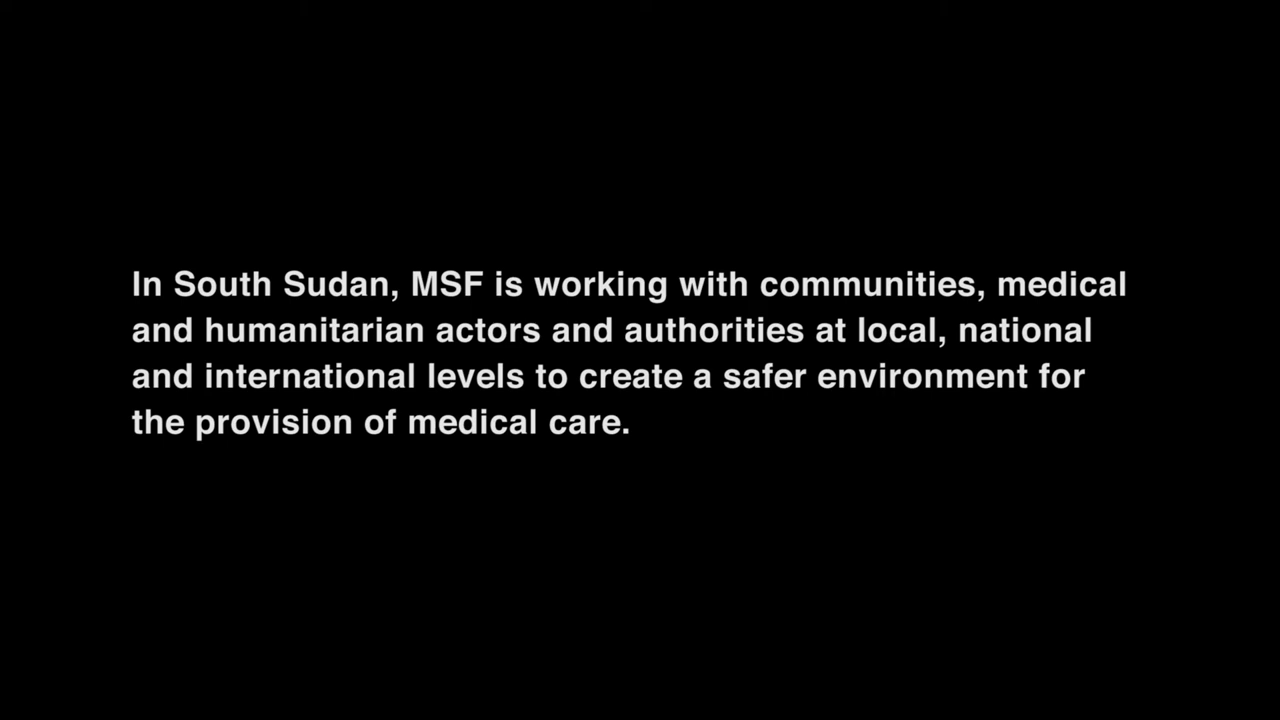 In South Sudan, MSF is working with communities, medical
and humanitarian actors and authorities at local, national
and international levels to create a safer environment for
the provision of medical care.